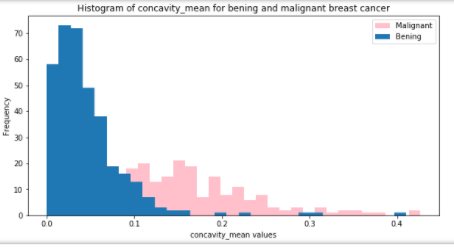 Histogram of concavity_mean for bening and malignant breast cancer
Malignant
Bening
Frequency
70
60
50
40
30
20
10
0
0.0 0.1 0.2 0.3 0.4
concavity_mean values